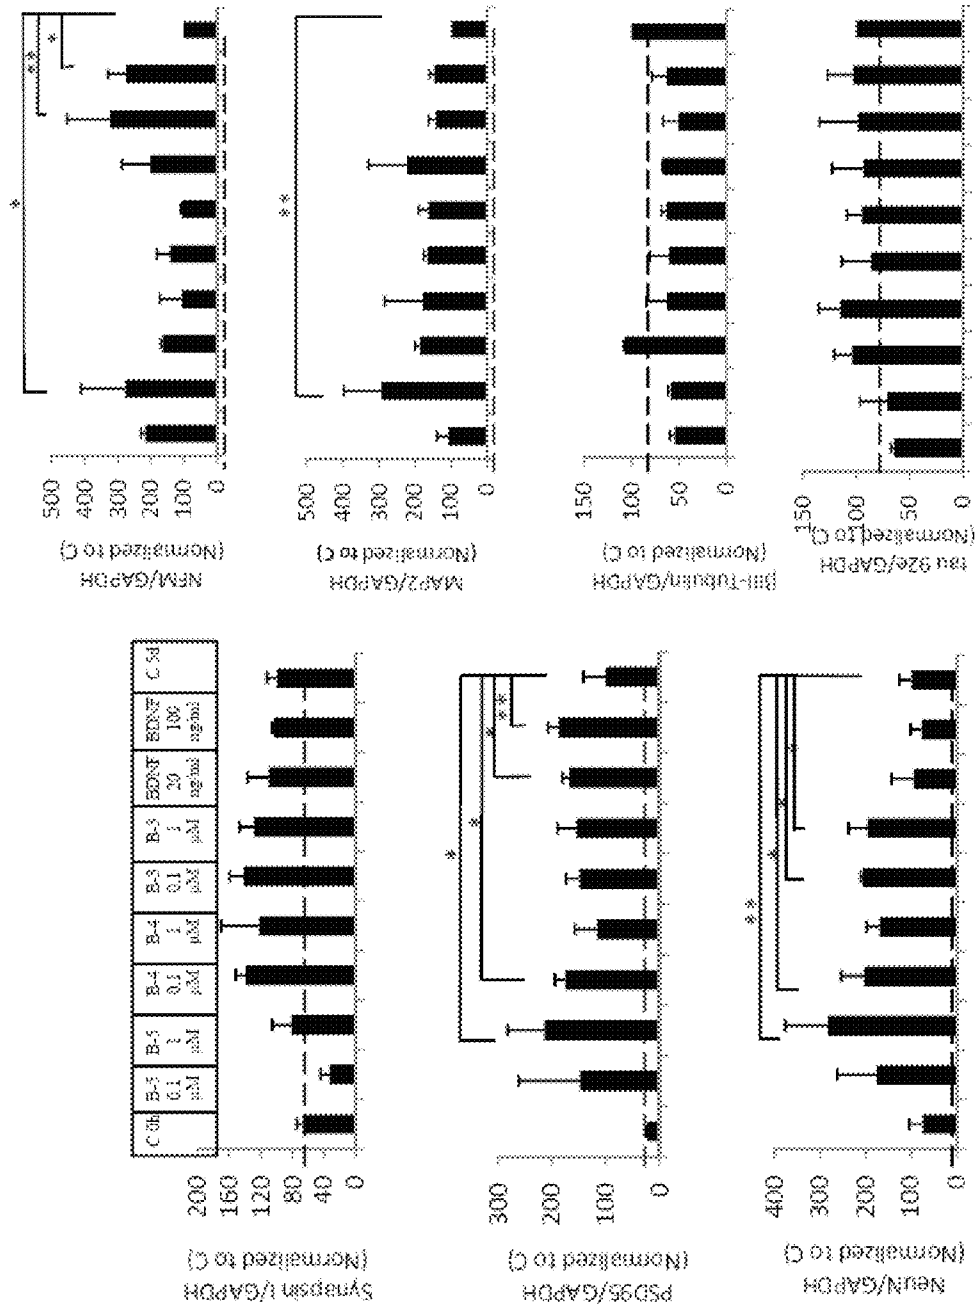 C 0h
B-5 0.1 µM
B-5 1 µM
B-4 0.1 µM
B-4 1 µM
B-3 0.1 µM
B-3 1 µM
BDNF 20 ng/ml
BDNF 100 ng/ml
C 5d
Synapsin I/GAPDH
(Normalized to C)
200
160
120
80
40
0
PSD95/GAPDH
(Normalized to C)
300
200
100
0
*
*
*
**
NeuN/GAPDH
(Normalized to C)
400
300
200
100
0
**
*
*
*
NFM/GAPDH
(Normalized to C)
500
400
300
200
100
0
*
**
*
MAP2/GAPDH
(Normalized to C)
500
400
300
200
100
0
**
βIII-Tubulin/GAPDH
(Normalized to C)
150
100
50
0
tau 92e/GAPDH
(Normalized to C)
150
100
50
0